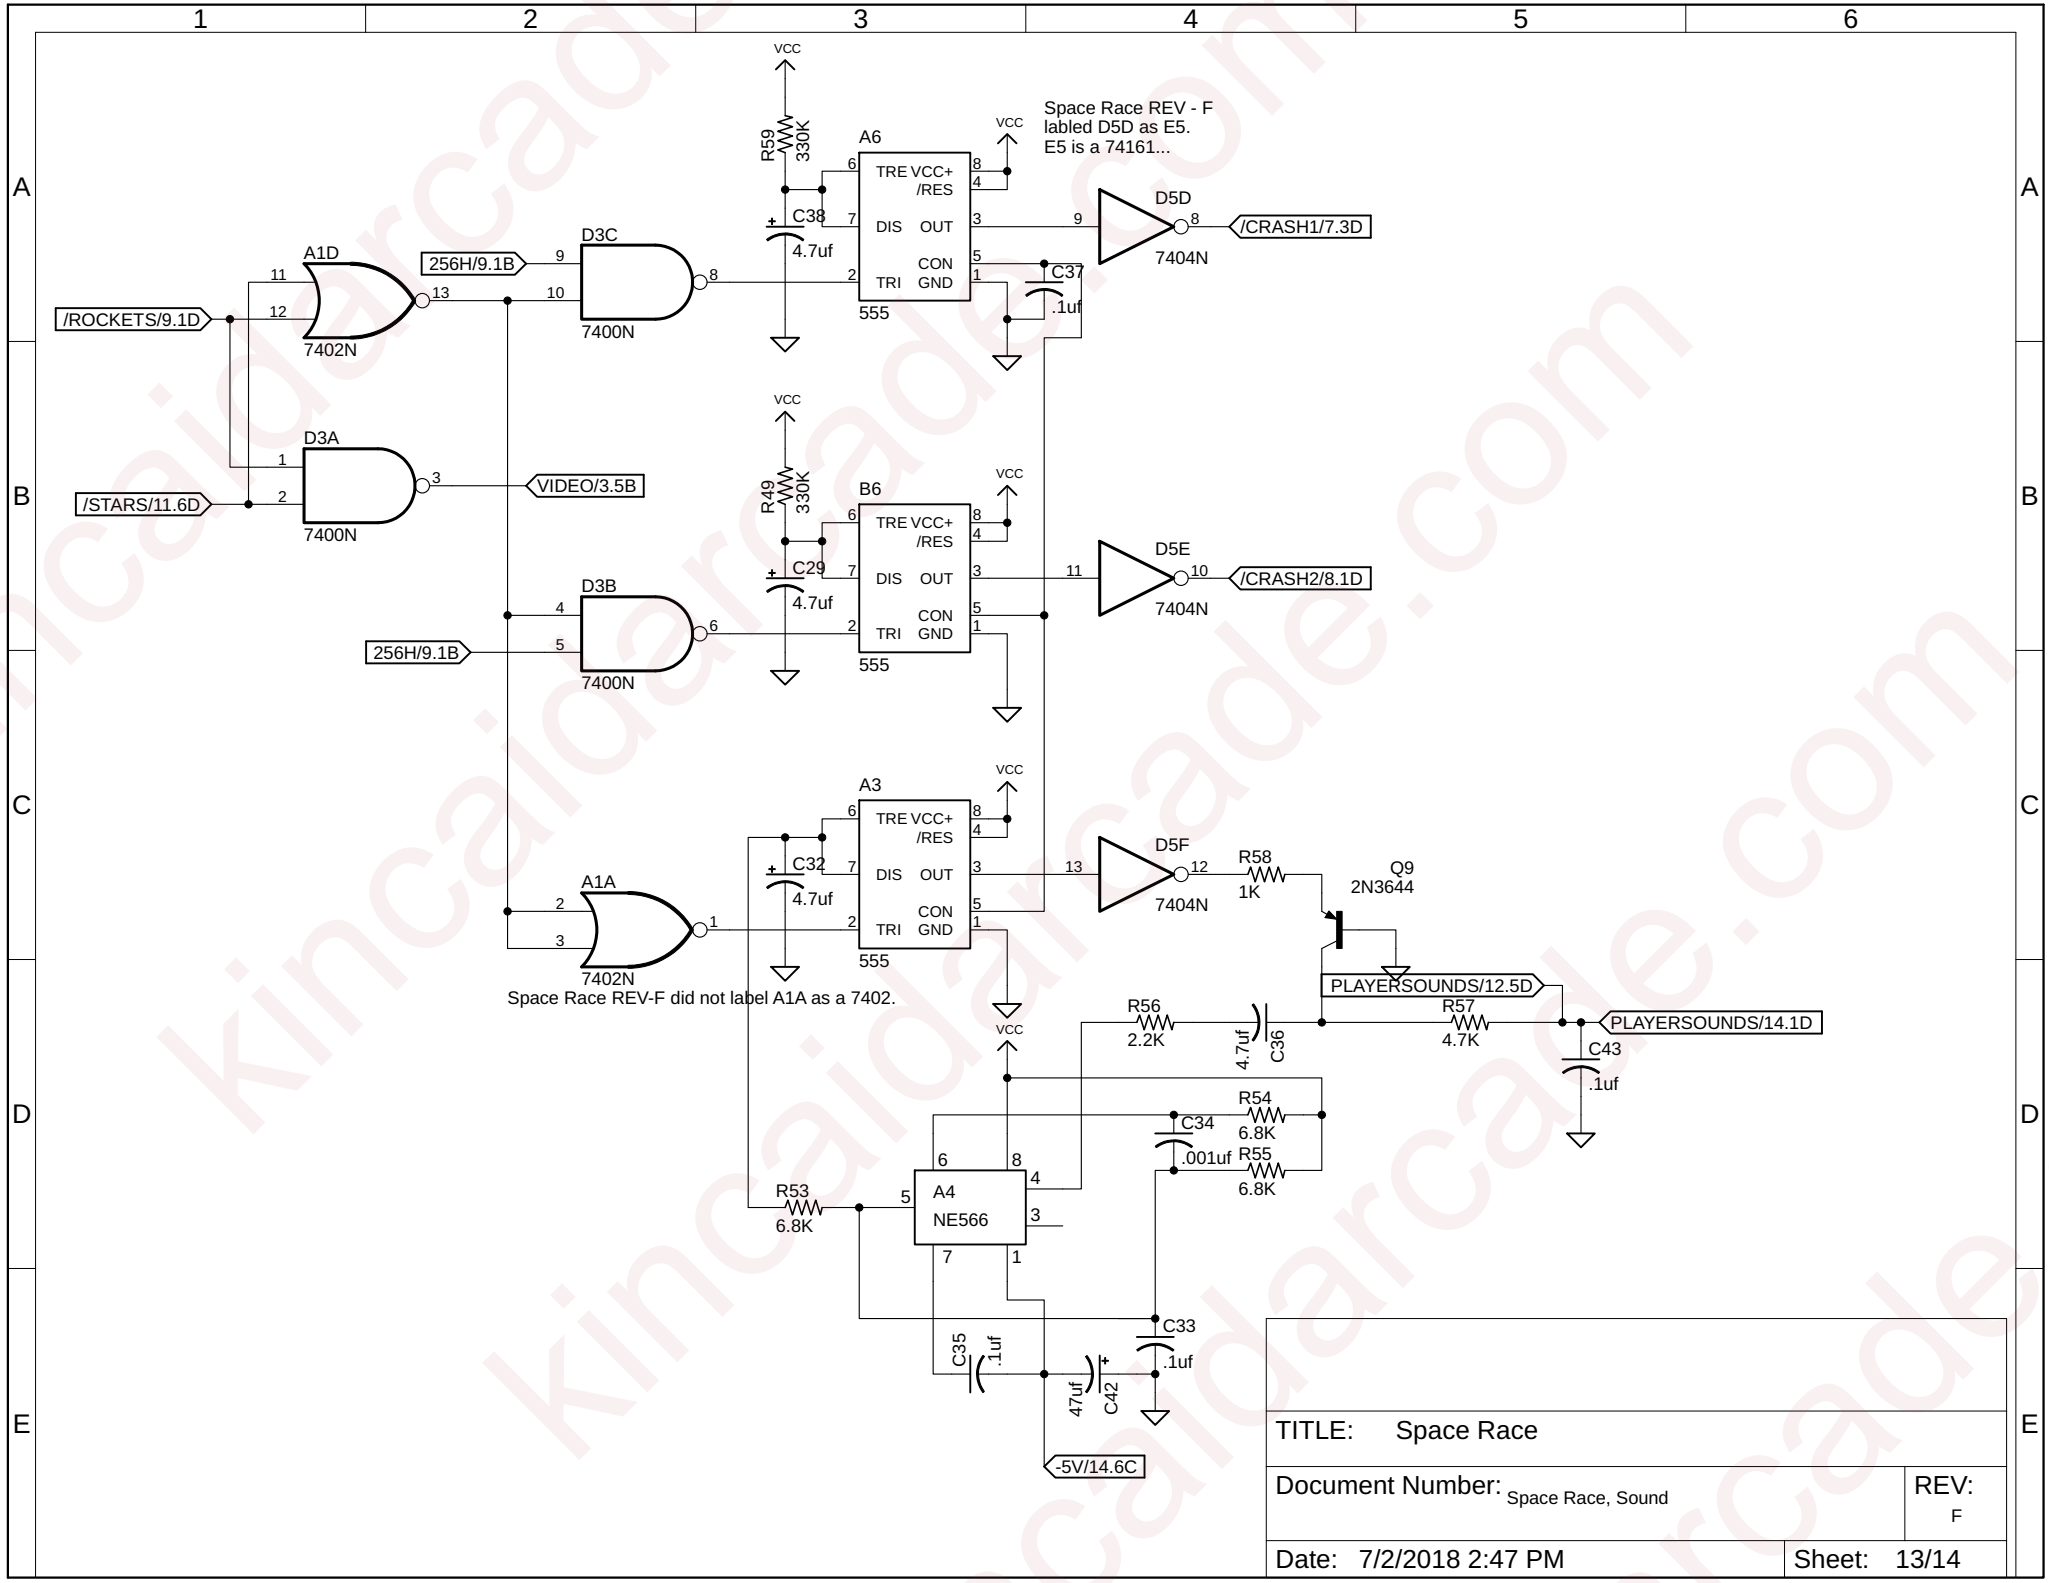 1 2 3 4 5 6
A A
B B
C C
D D
E E
VCC
R59
330K
C38
4.7uf
A6
6 TRE VCC+ 8
/RES 4
7 DIS OUT 3
CON 5
2 TRI GND 1
555
VCC
Space Race REV - F
labled D5D as E5.
E5 is a 74161...
D5D
9 8
7404N
/CRASH1/7.3D
C37
.1uf
A1D
11
12
13
7402N
/ROCKETS/9.1D
256H/9.1B
D3C
9
10
8
7400N
D3A
1
2
3
7400N
/STARS/11.6D
VIDEO/3.5B
VCC
R49
330K
C29
4.7uf
B6
6 TRE VCC+ 8
/RES 4
7 DIS OUT 3
CON 5
2 TRI GND 1
555
VCC
D5E
11 10
7404N
/CRASH2/8.1D
D3B
4
5
6
7400N
256H/9.1B
A3
6 TRE VCC+ 8
/RES 4
7 DIS OUT 3
CON 5
2 TRI GND 1
555
VCC
C32
4.7uf
A1A
2
3
1
7402N
Space Race REV-F did not label A1A as a 7402.
D5F
13 12
7404N
R58
1K
Q9
2N3644
PLAYERSOUNDS/12.5D
R56
2.2K
4.7uf
C36
R57
4.7K
PLAYERSOUNDS/14.1D
C43
.1uf
VCC
R54
6.8K
C34
.001uf
R55
6.8K
R53
6.8K
6 8
5 A4 4
NE566 3
7 1
C35
.1uf
47uf
C42
C33
.1uf
-5V/14.6C
TITLE: Space Race
Document Number: Space Race, Sound
REV:
F
Date: 7/2/2018 2:47 PM
Sheet: 13/14
kincaidarcade.com
kincaidarcade.com
kincaidarcade.com